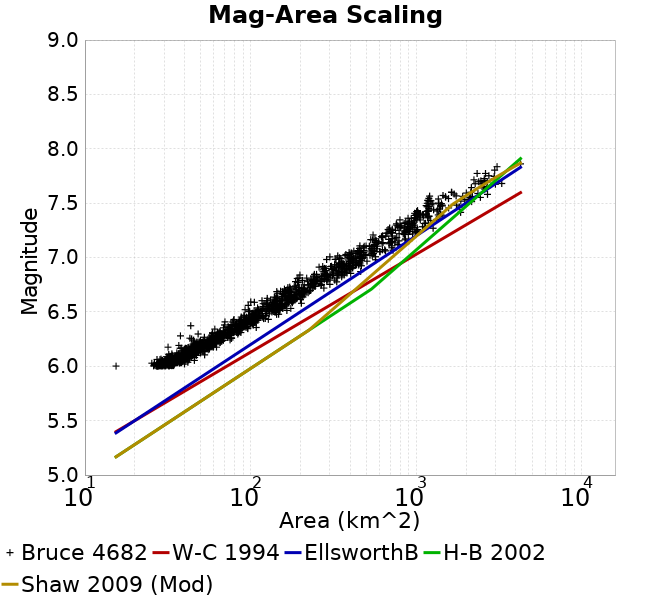 Mag-Area Scaling
9.0
8.5
8.0
7.5
7.0
6.5
6.0
5.5
5.0
Magnitude
10^1 10^2 10^3 10^4
Area (km^2)
Bruce 4682 W-C 1994 EllsworthB H-B 2002
Shaw 2009 (Mod)